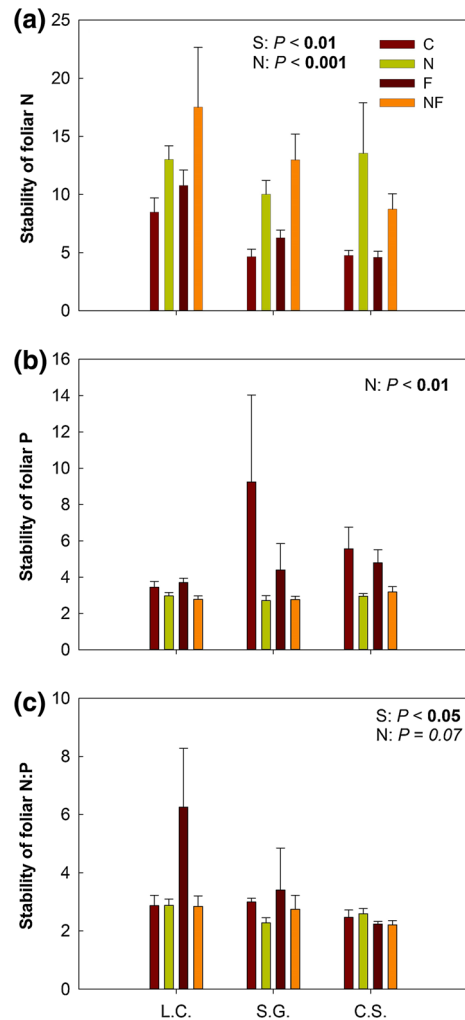 (a)
25
20
15
10
5
0
Stability of foliar N
S: P < 0.01
N: P < 0.001
C
N
F
NF
(b)
16
14
12
10
8
6
4
2
0
Stability of foliar P
N: P < 0.01
(c)
10
8
6
4
2
0
Stability of foliar N:P
S: P < 0.05
N: P = 0.07
L.C. S.G. C.S.